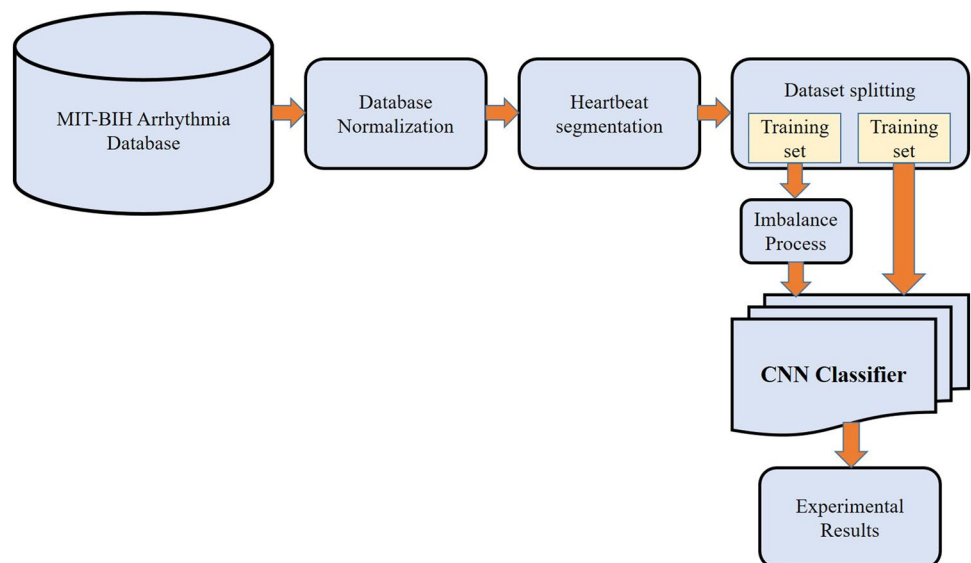 MIT-BIH Arrhythmia
Database
Database
Normalization
Heartbeat
segmentation
Dataset splitting
Training
set
Training
set
Imbalance
Process
CNN Classifier
Experimental
Results